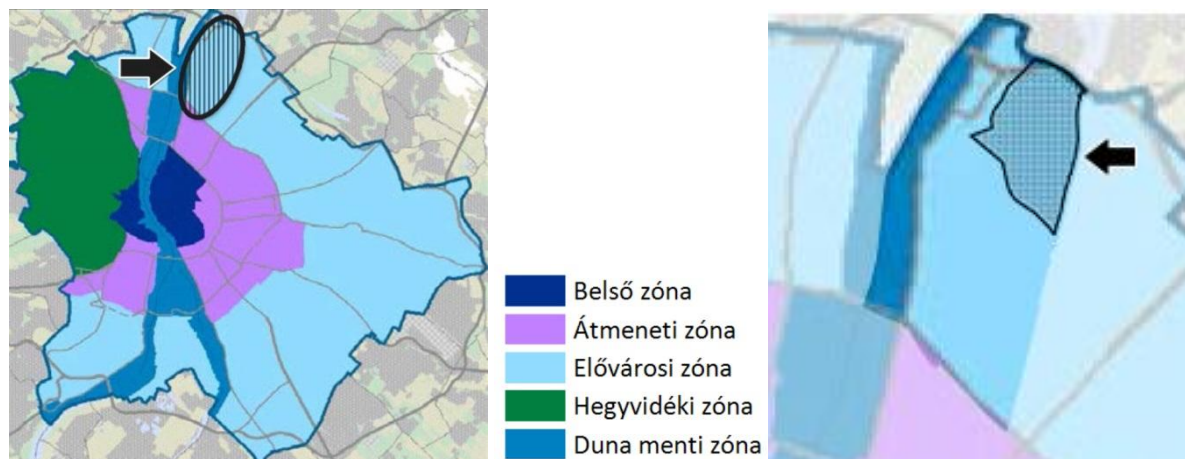 Belső zóna
Átmeneti zóna
Elővárosi zóna
Hegyvidéki zóna
Duna menti zóna